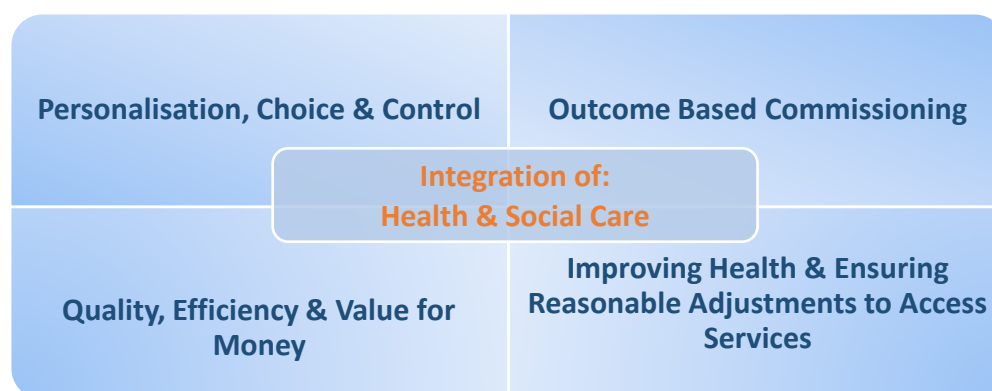 Personalisation, Choice & Control
Outcome Based Commissioning
Integration of:
Health & Social Care
Quality, Efficiency & Value for
Money
Improving Health & Ensuring
Reasonable Adjustments to Access
Services